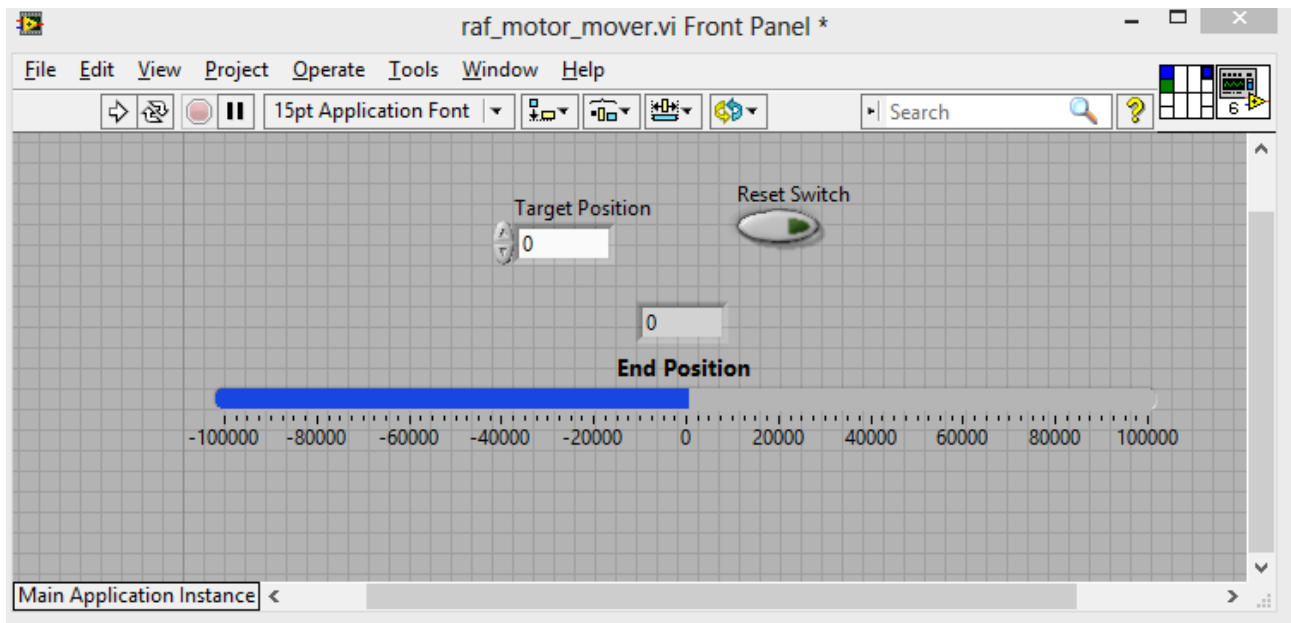 raf_motor_mover.vi Front Panel *
File Edit View Project Operate Tools Window Help
15pt Application Font Search ? 6
Reset Switch
Target Position
0
0
End Position
-100000 -80000 -60000 -40000 -20000 0 20000 40000 60000 80000 100000
Main Application Instance